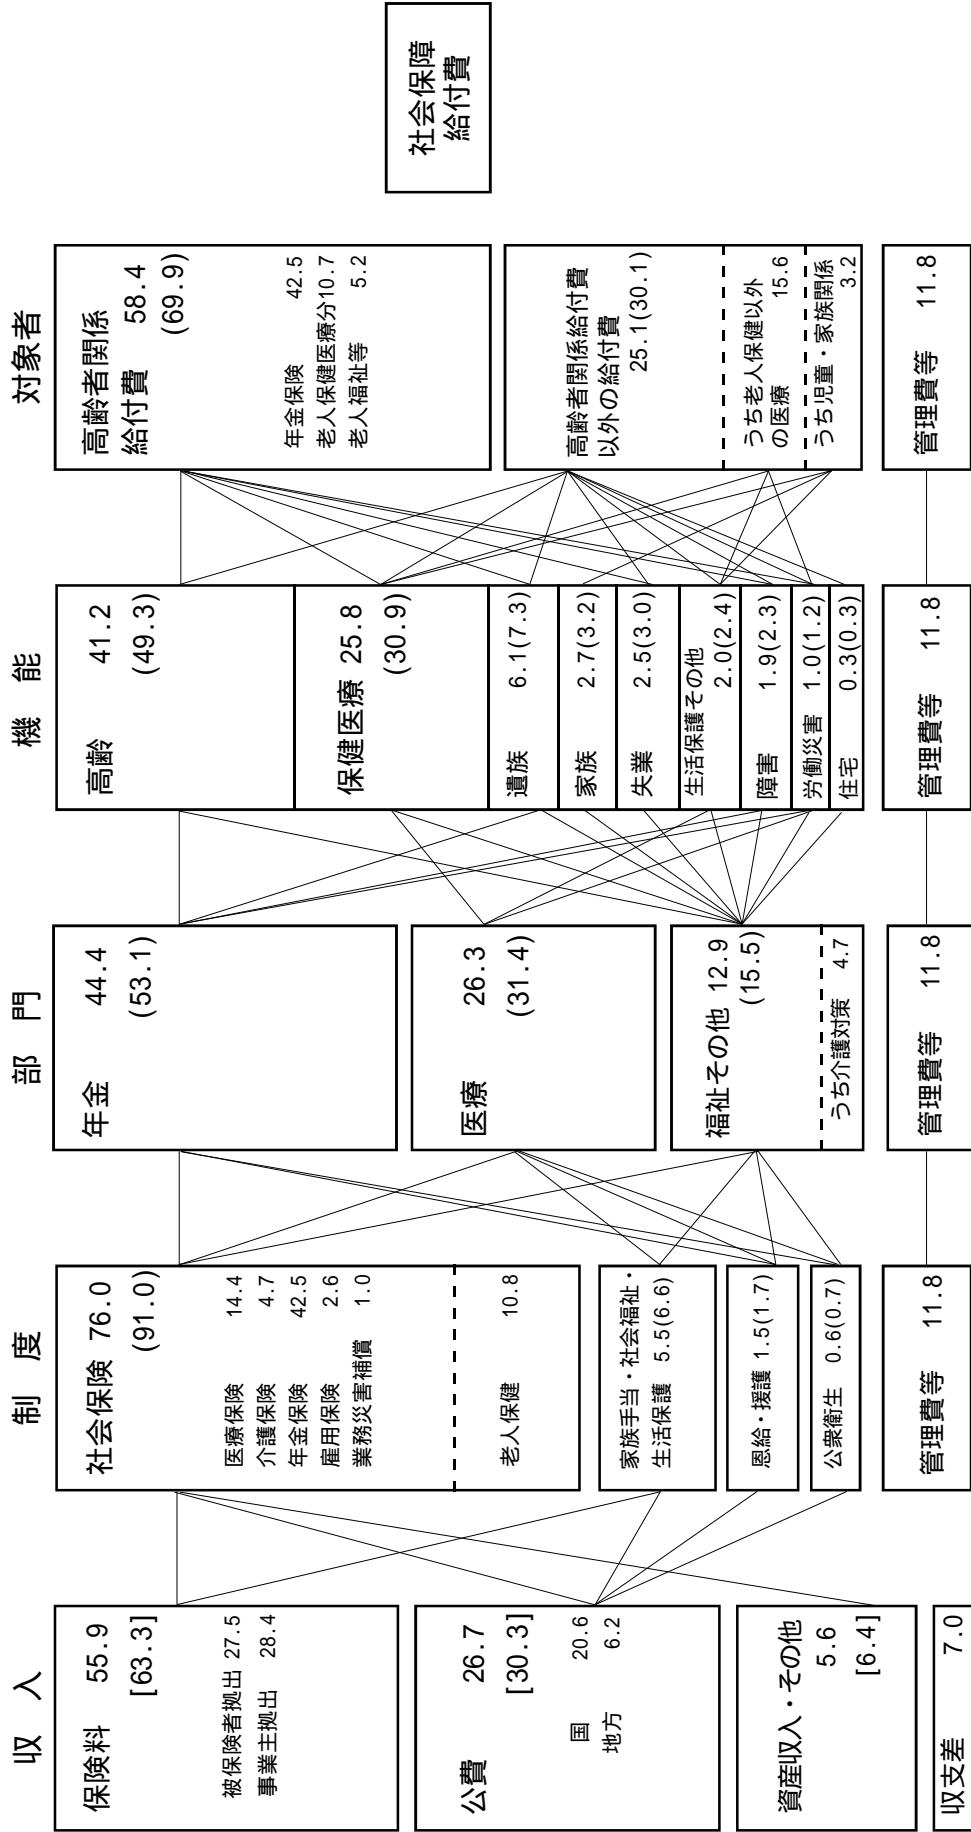 収 入
保険料 55.9
[63.3]
被保険者拠出 27.5
事業主拠出 28.4
公費 26.7
[30.3]
国 20.6
地方 6.2
資産収入・その他
5.6
[6.4]
収支差 7.0
制 度
社会保険 76.0
(91.0)
医療保険 14.4
介護保険 4.7
年金保険 42.5
雇用保険 2.6
業務災害補償 1.0
老人保健 10.8
家族手当・社会福祉・
生活保護 5.5(6.6)
恩給・援護 1.5(1.7)
公衆衛生 0.6(0.7)
管理費等 11.8
部 門
年金 44.4
(53.1)
医療 26.3
(31.4)
福祉その他 12.9
(15.5)
うち介護対策 4.7
管理費等 11.8
機 能
高齢 41.2
(49.3)
保健医療 25.8
(30.9)
遺族 6.1(7.3)
家族 2.7(3.2)
失業 2.5(3.0)
生活保護その他
2.0(2.4)
障害 1.9(2.3)
労働災害 1.0(1.2)
住宅 0.3(0.3)
管理費等 11.8
対象者
高齢者関係
給付費 58.4
(69.9)
年金保険 42.5
老人保健医療分10.7
老人福祉等 5.2
高齢者関係給付費
以外の給付費
25.1(30.1)
うち老人保健以外
の医療 15.6
うち児童・家族関係
3.2
管理費等 11.8
社会保障
給付費